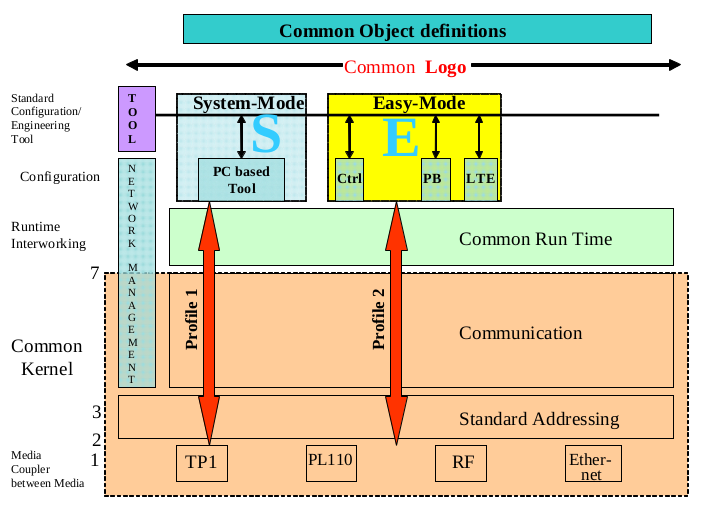 Common Object definitions
Common Logo
Standard
Configuration/
Engineering
Tool
TOOL
System-Mode
S
Easy-Mode
E
Configuration
PC based
Tool
Ctrl
PB
LTE
NETWORK MANAGEMENT
Runtime
Interworking
Common Run Time
7
Profile 1
Profile 2
Communication
Common
Kernel
3
Standard Addressing
2
Media
Coupler
between Media
1
TP1
PL110
RF
Ether-
net